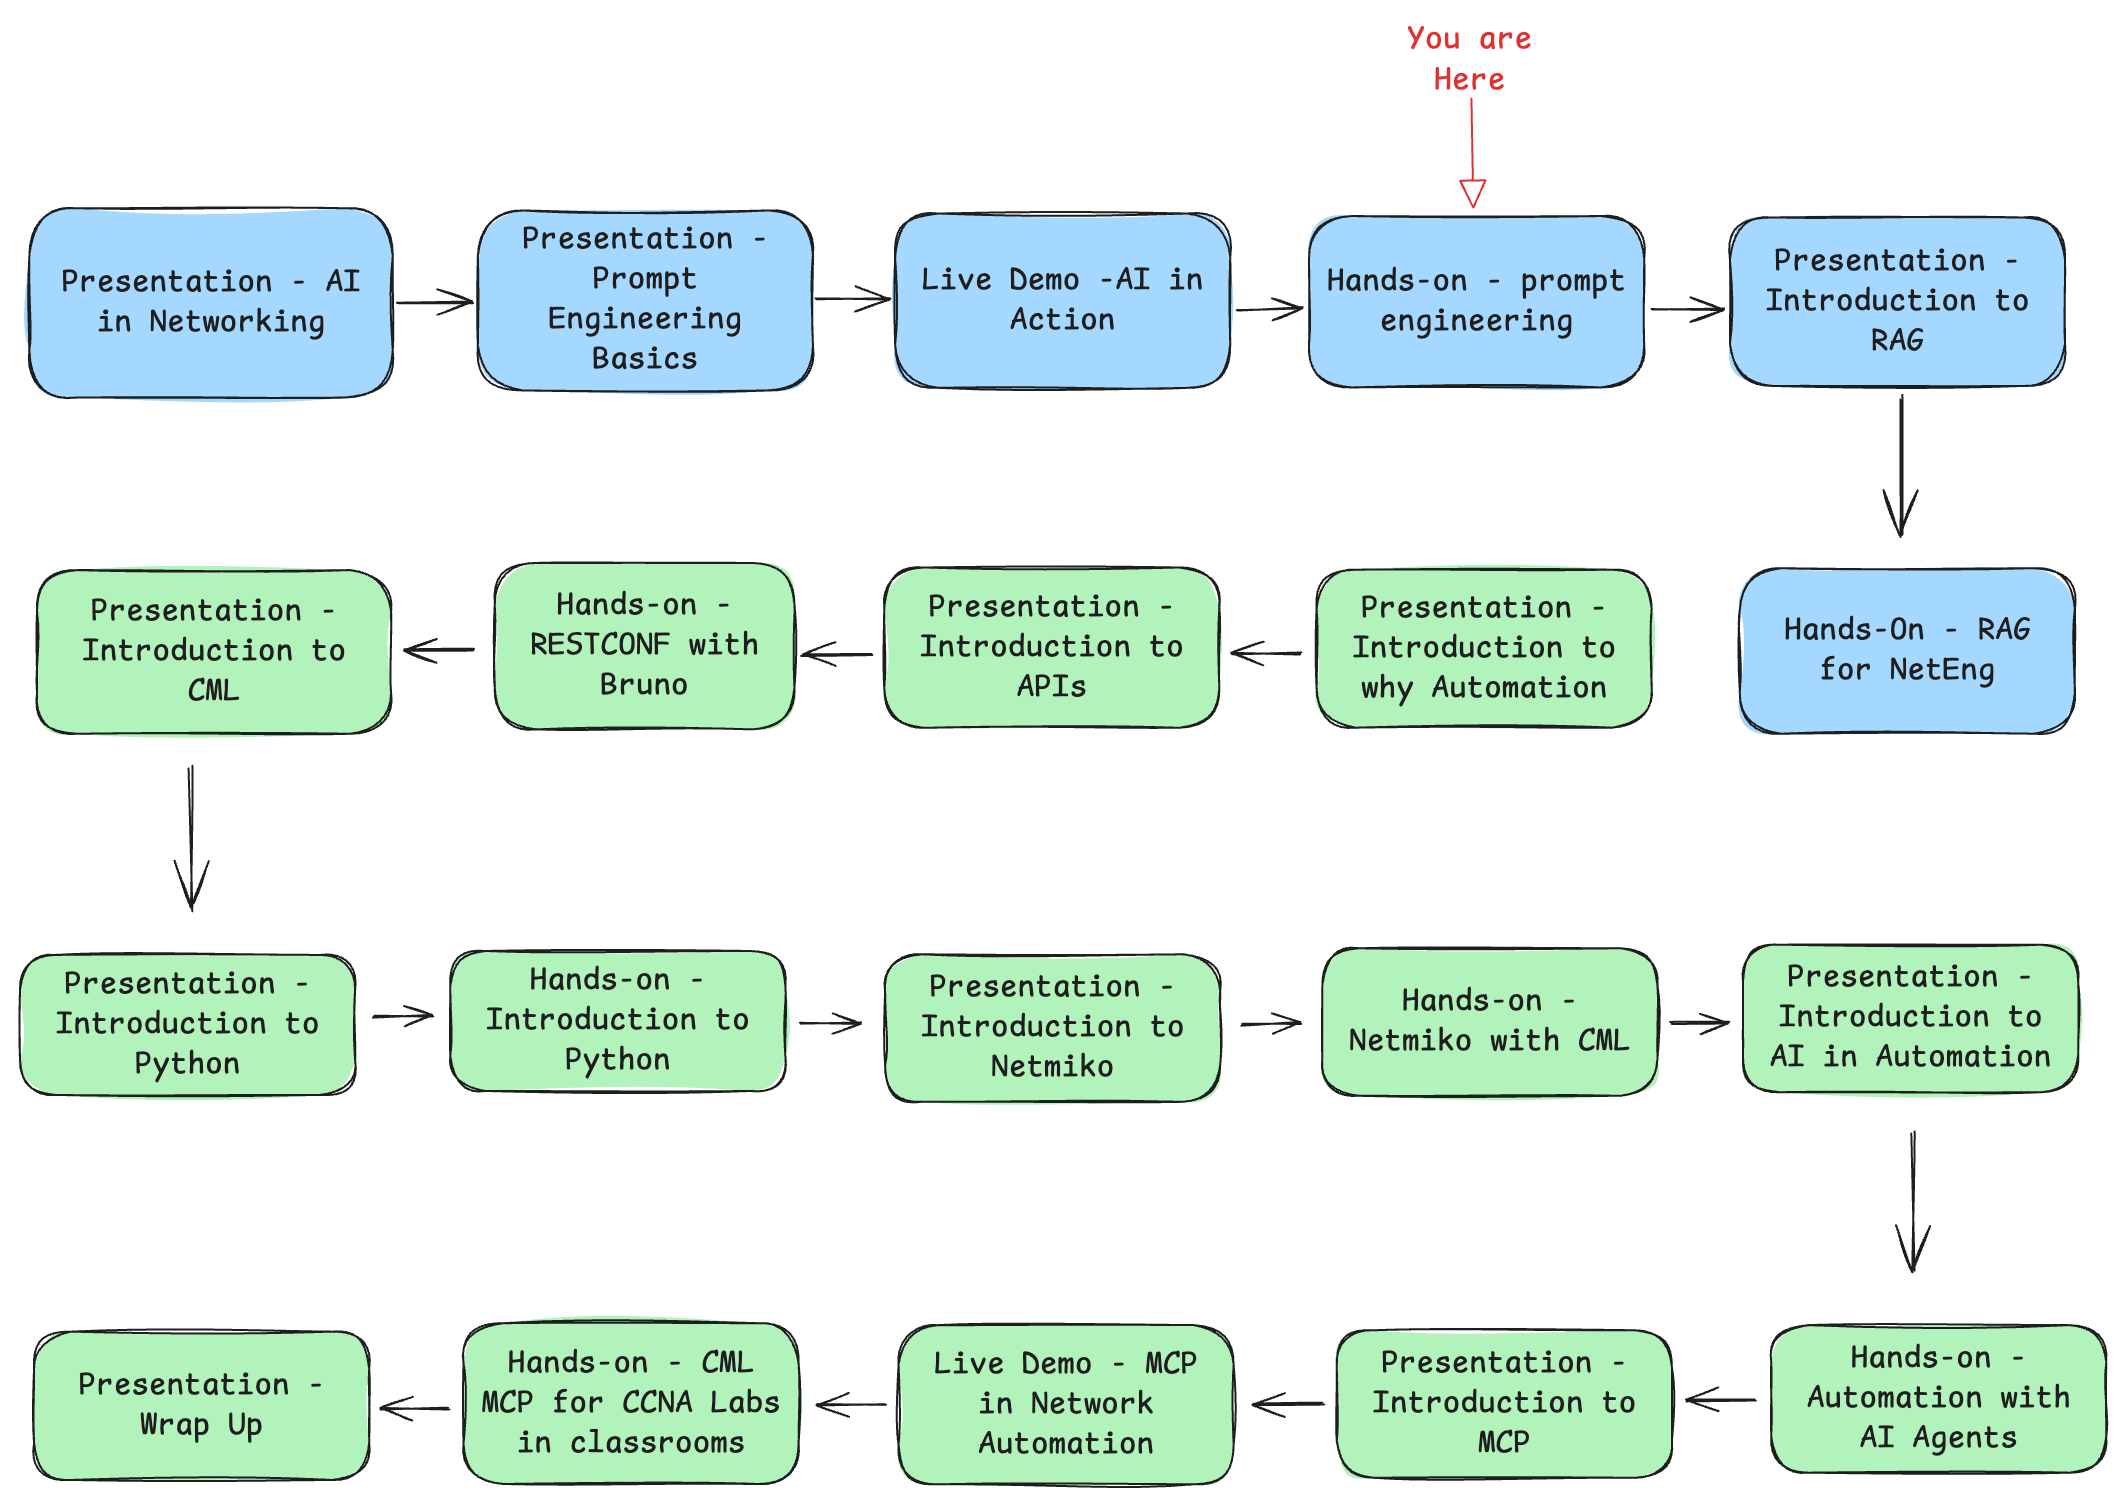 You are
Here
Presentation - AI
in Networking
Presentation -
Prompt
Engineering
Basics
Live Demo -AI in
Action
Hands-on - prompt
engineering
Presentation -
Introduction to
RAG
Hands-On - RAG
for NetEng
Presentation -
Introduction to
why Automation
Presentation -
Introduction to
APIs
Hands-on -
RESTCONF with
Bruno
Presentation -
Introduction to
CML
Presentation -
Introduction to
Python
Hands-on -
Introduction to
Python
Presentation -
Introduction to
Netmiko
Hands-on -
Netmiko with CML
Presentation -
Introduction to
AI in Automation
Hands-on -
Automation with
AI Agents
Presentation -
Introduction to
MCP
Live Demo - MCP
in Network
Automation
Hands-on - CML
MCP for CCNA Labs
in classrooms
Presentation -
Wrap Up